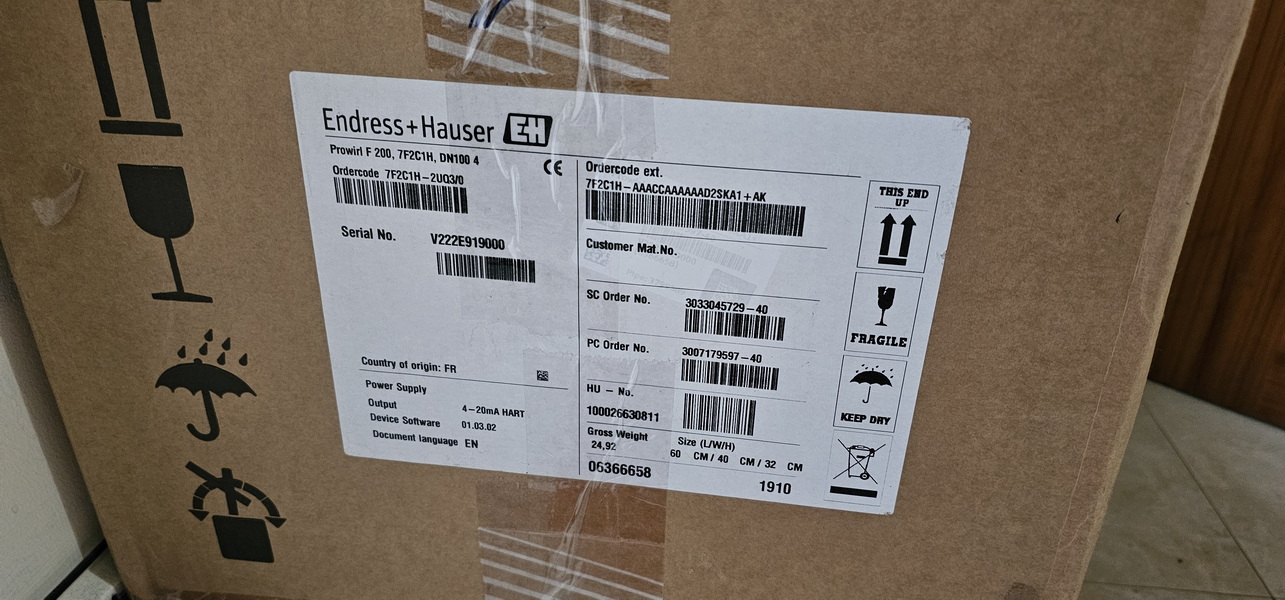 Endress+Hauser EH
Prowirl F 200, 7F2C1H, DN100 4
CE
Ordercode 7F2C1H-2U03/0
Serial No. V222E919000
Country of origin: FR
Power Supply
Output 4-20mA HART
Device Software 01.03.02
Document language EN
Ordercode ext.
7F2C1H-AAACCAAAAAAD2SKA1+AK
Customer Mat.No.
SC Order No. 3033045729-40
PC Order No. 3007179597-40
HU - No.
100026630811
Gross Weight
24,92
Size (L/W/H)
60 CM / 40 CM / 32 CM
06366658
1910
THIS END
UP
FRAGILE
KEEP DRY